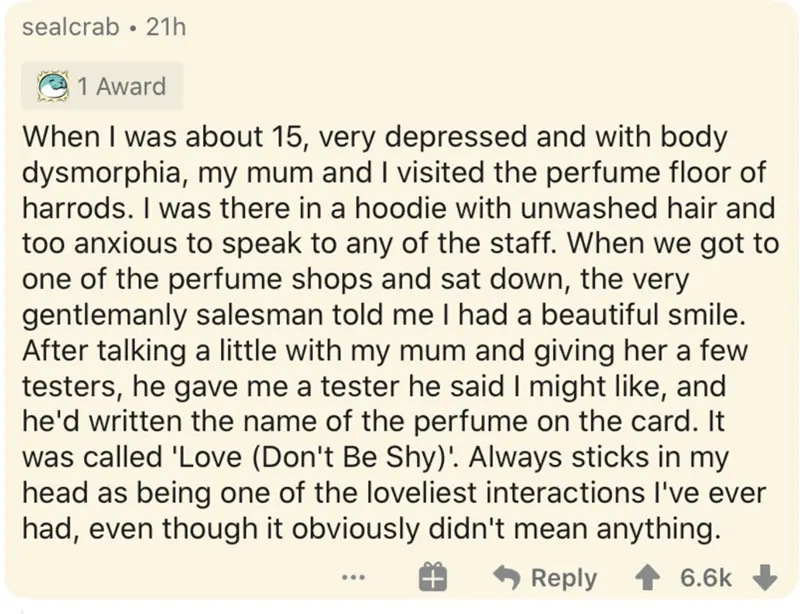 sealcrab • 21h
1 Award
When I was about 15, very depressed and with body
dysmorphia, my mum and I visited the perfume floor of
harrods. I was there in a hoodie with unwashed hair and
too anxious to speak to any of the staff. When we got to
one of the perfume shops and sat down, the very
gentlemanly salesman told me I had a beautiful smile.
After talking a little with my mum and giving her a few
testers, he gave me a tester he said I might like, and
he'd written the name of the perfume on the card. It
was called 'Love (Don't Be Shy)'. Always sticks in my
head as being one of the loveliest interactions I've ever
had, even though it obviously didn't mean anything.
... Reply 6.6k